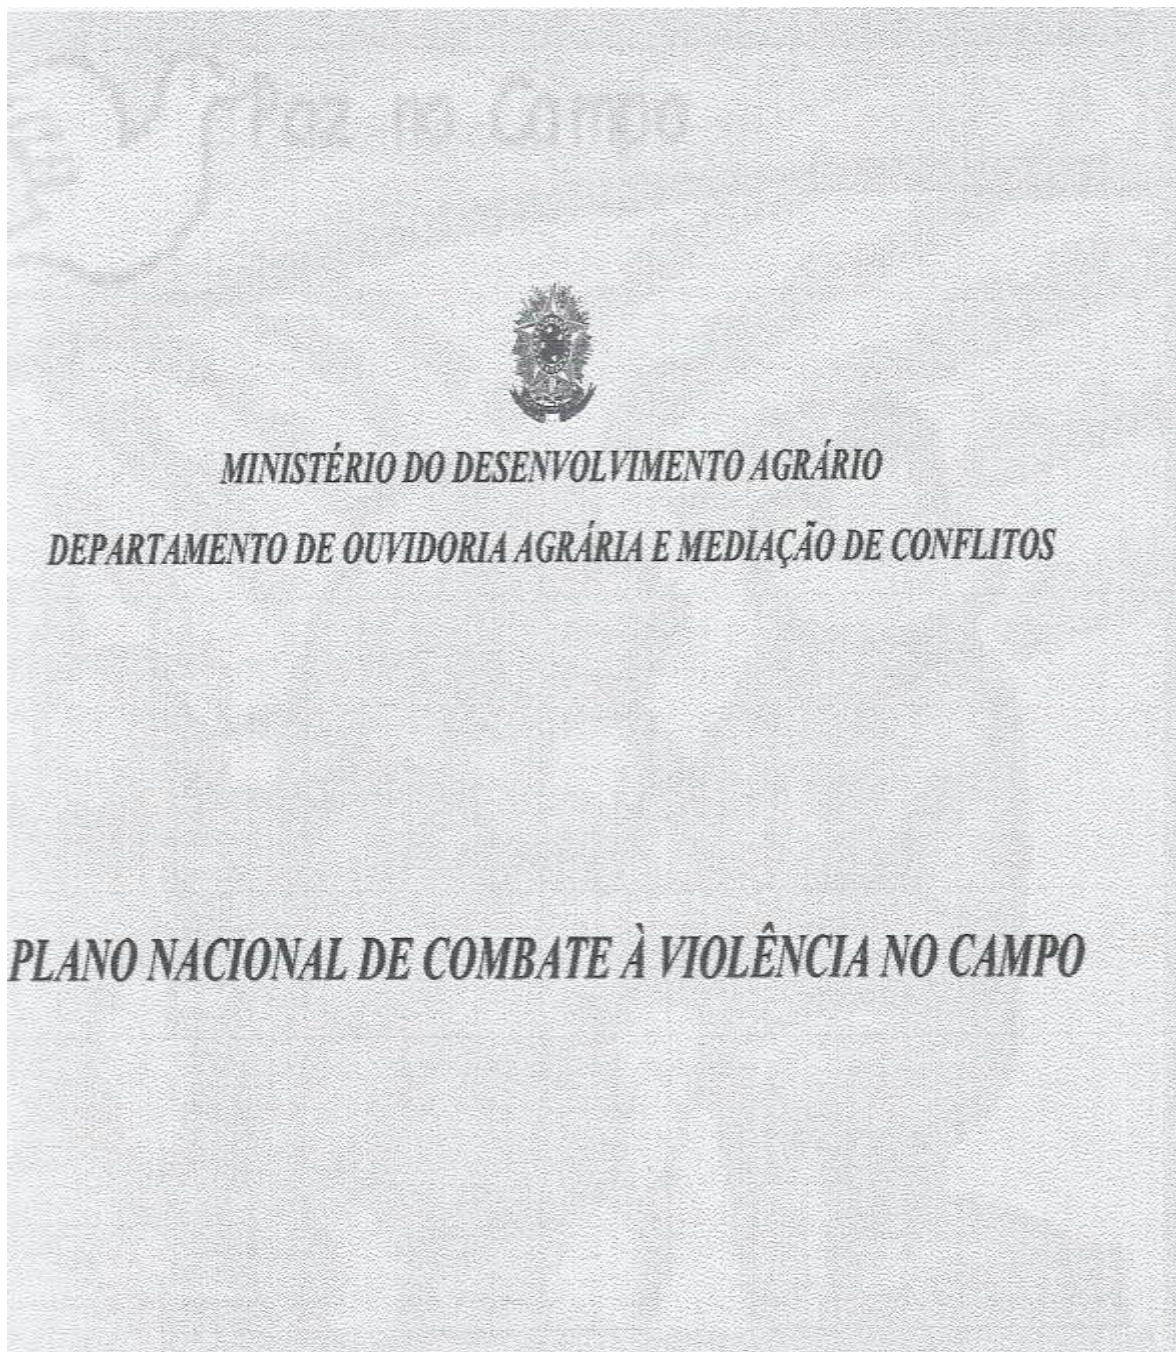 Paz no Campo
MINISTÉRIO DO DESENVOLVIMENTO AGRÁRIO
DEPARTAMENTO DE OUVIDORIA AGRÁRIA E MEDIAÇÃO DE CONFLITOS
PLANO NACIONAL DE COMBATE À VIOLÊNCIA NO CAMPO